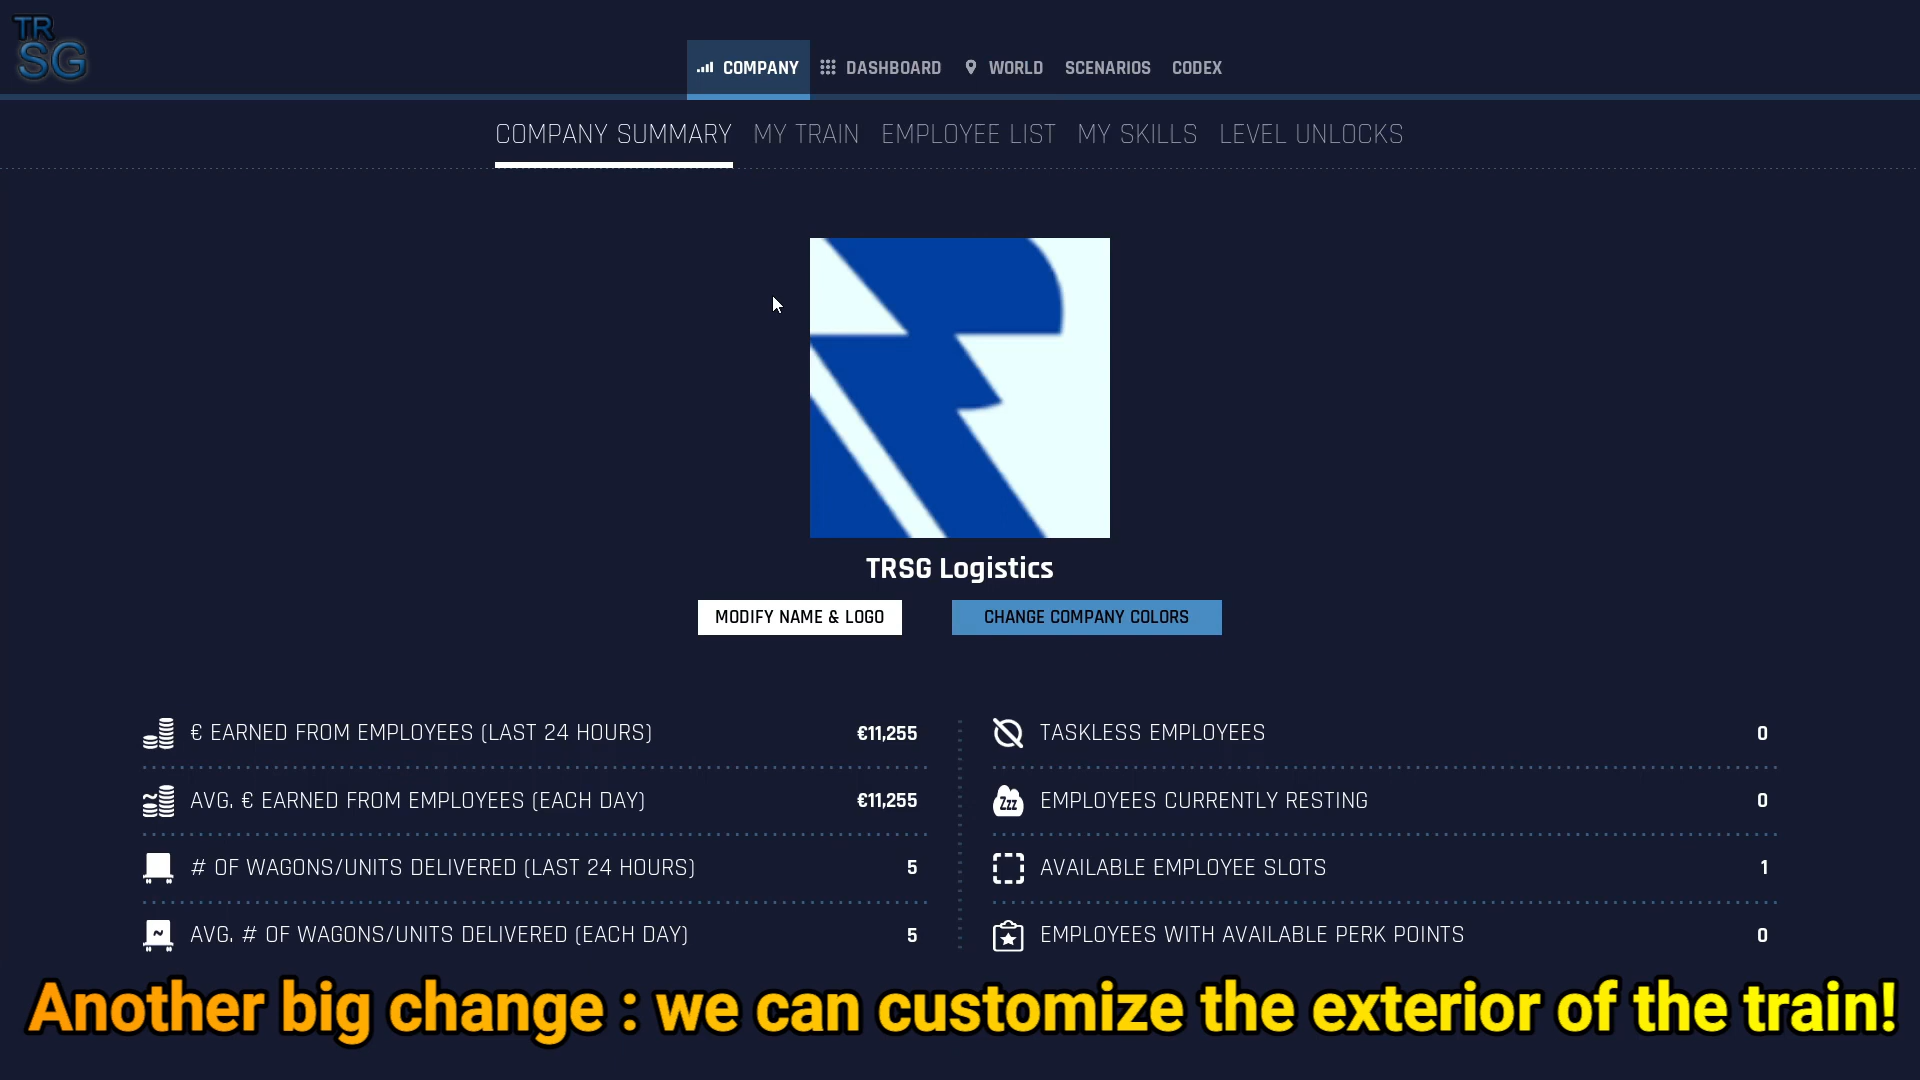 TR
SG
COMPANY DASHBOARD WORLD SCENARIOS CODEX
COMPANY SUMMARY MY TRAIN EMPLOYEE LIST MY SKILLS LEVEL UNLOCKS
TRSG Logistics
MODIFY NAME & LOGO CHANGE COMPANY COLORS
€ EARNED FROM EMPLOYEES (LAST 24 HOURS) €11,255
AVG. € EARNED FROM EMPLOYEES (EACH DAY) €11,255
# OF WAGONS/UNITS DELIVERED (LAST 24 HOURS) 5
AVG. # OF WAGONS/UNITS DELIVERED (EACH DAY) 5
TASKLESS EMPLOYEES 0
Zzz EMPLOYEES CURRENTLY RESTING 0
AVAILABLE EMPLOYEE SLOTS 1
EMPLOYEES WITH AVAILABLE PERK POINTS 0
Another big change : we can customize the exterior of the train!